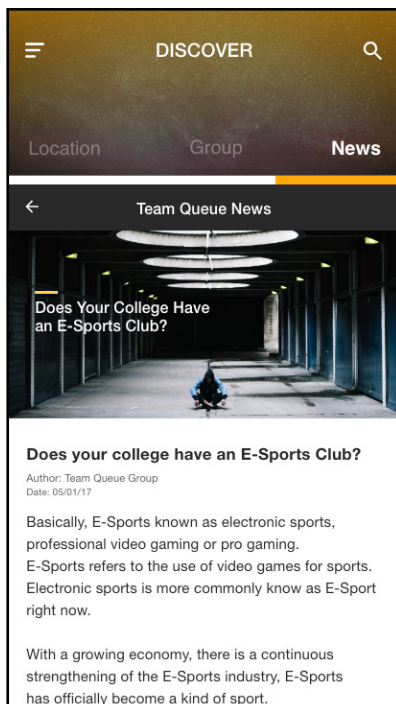 DISCOVER
Location Group News
Team Queue News
Does Your College Have
an E-Sports Club?
Does your college have an E-Sports Club?
Author: Team Queue Group
Date: 05/01/17
Basically, E-Sports known as electronic sports,
professional video gaming or pro gaming.
E-Sports refers to the use of video games for sports.
Electronic sports is more commonly know as E-Sport
right now.
With a growing economy, there is a continuous
strengthening of the E-Sports industry, E-Sports
has officially become a kind of sport.